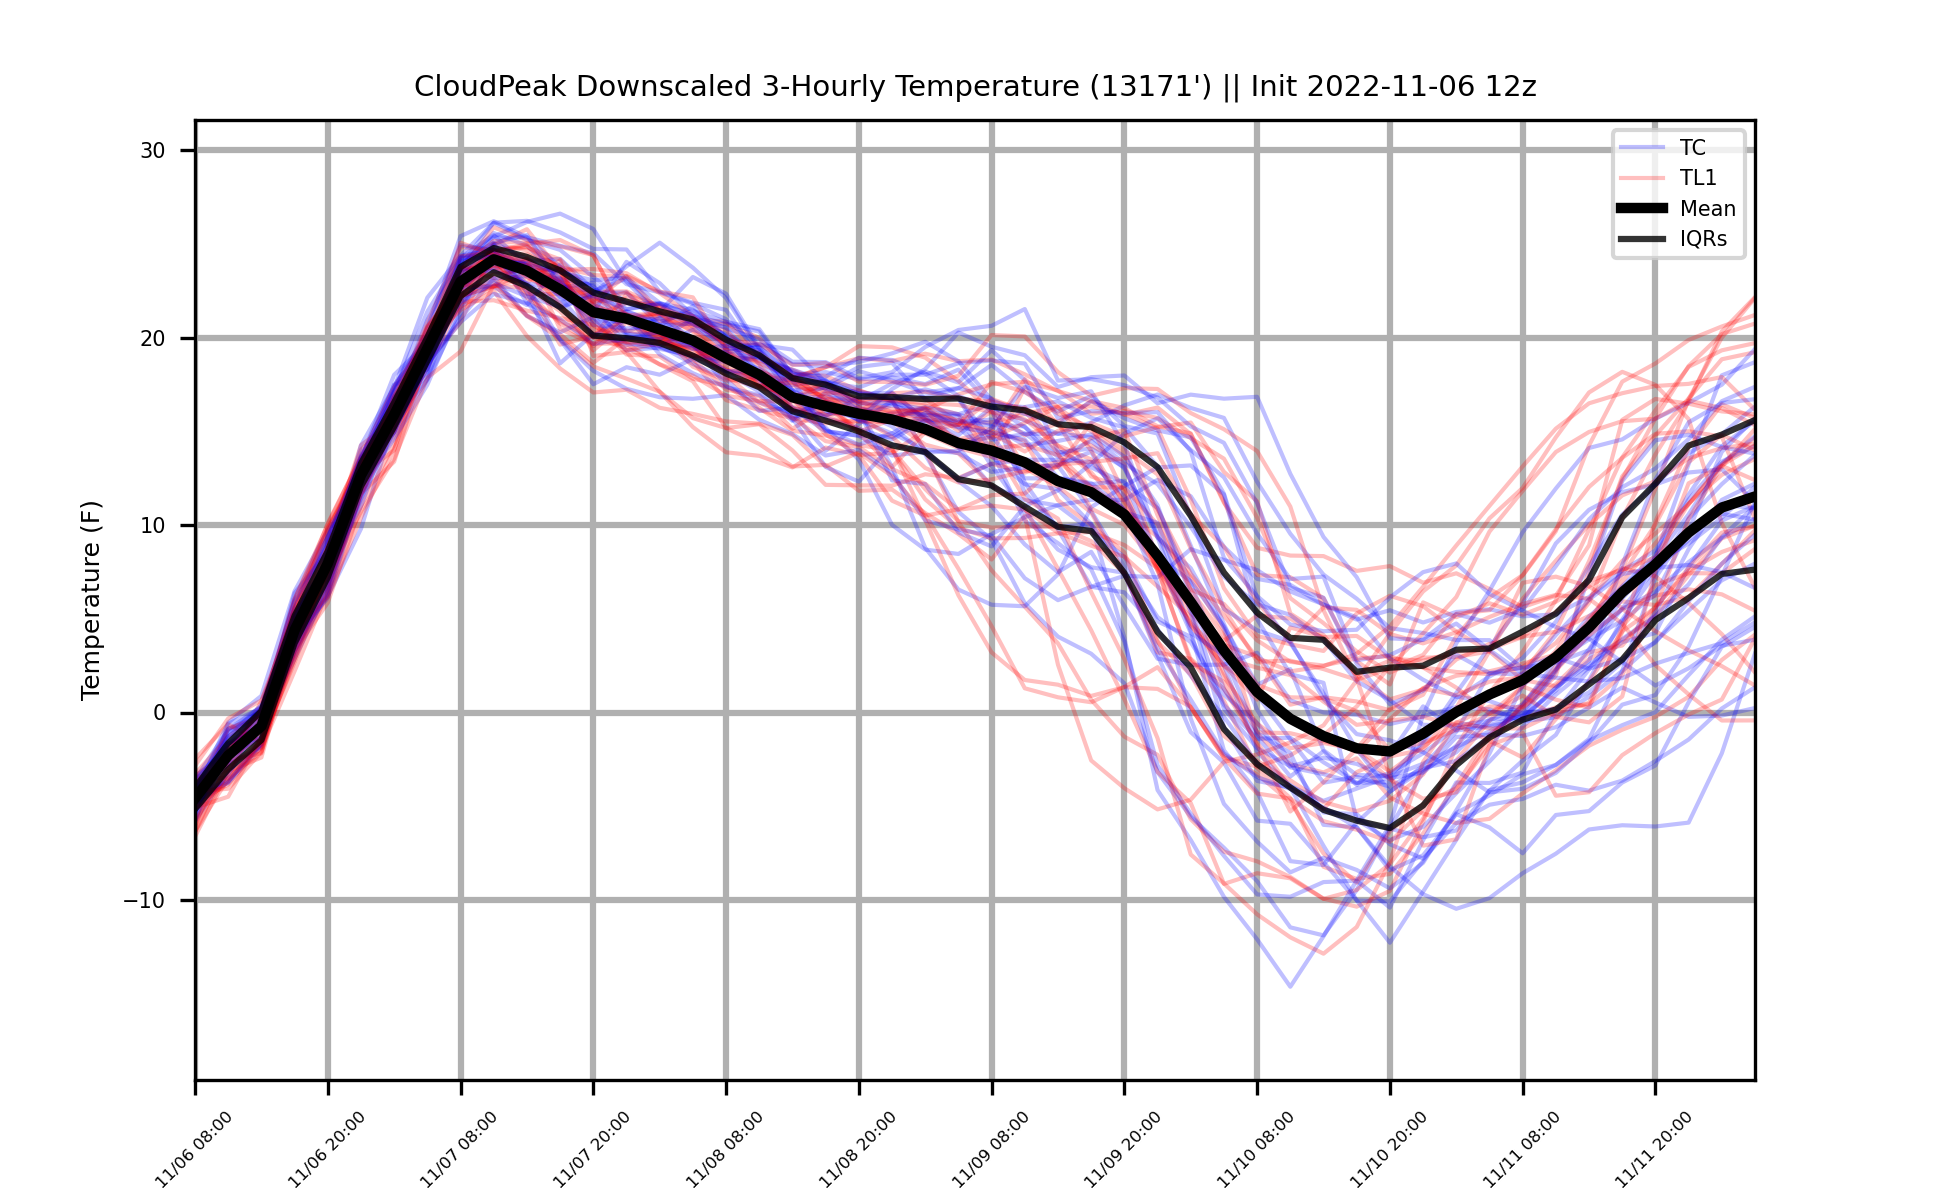 CloudPeak Downscaled 3-Hourly Temperature (13171') || Init 2022-11-06 12z
TC
TL1
Mean
IQRs
Temperature (F)
30
20
10
0
−10
11/06 08:00
11/06 20:00
11/07 08:00
11/07 20:00
11/08 08:00
11/08 20:00
11/09 08:00
11/09 20:00
11/10 08:00
11/10 20:00
11/11 08:00
11/11 20:00